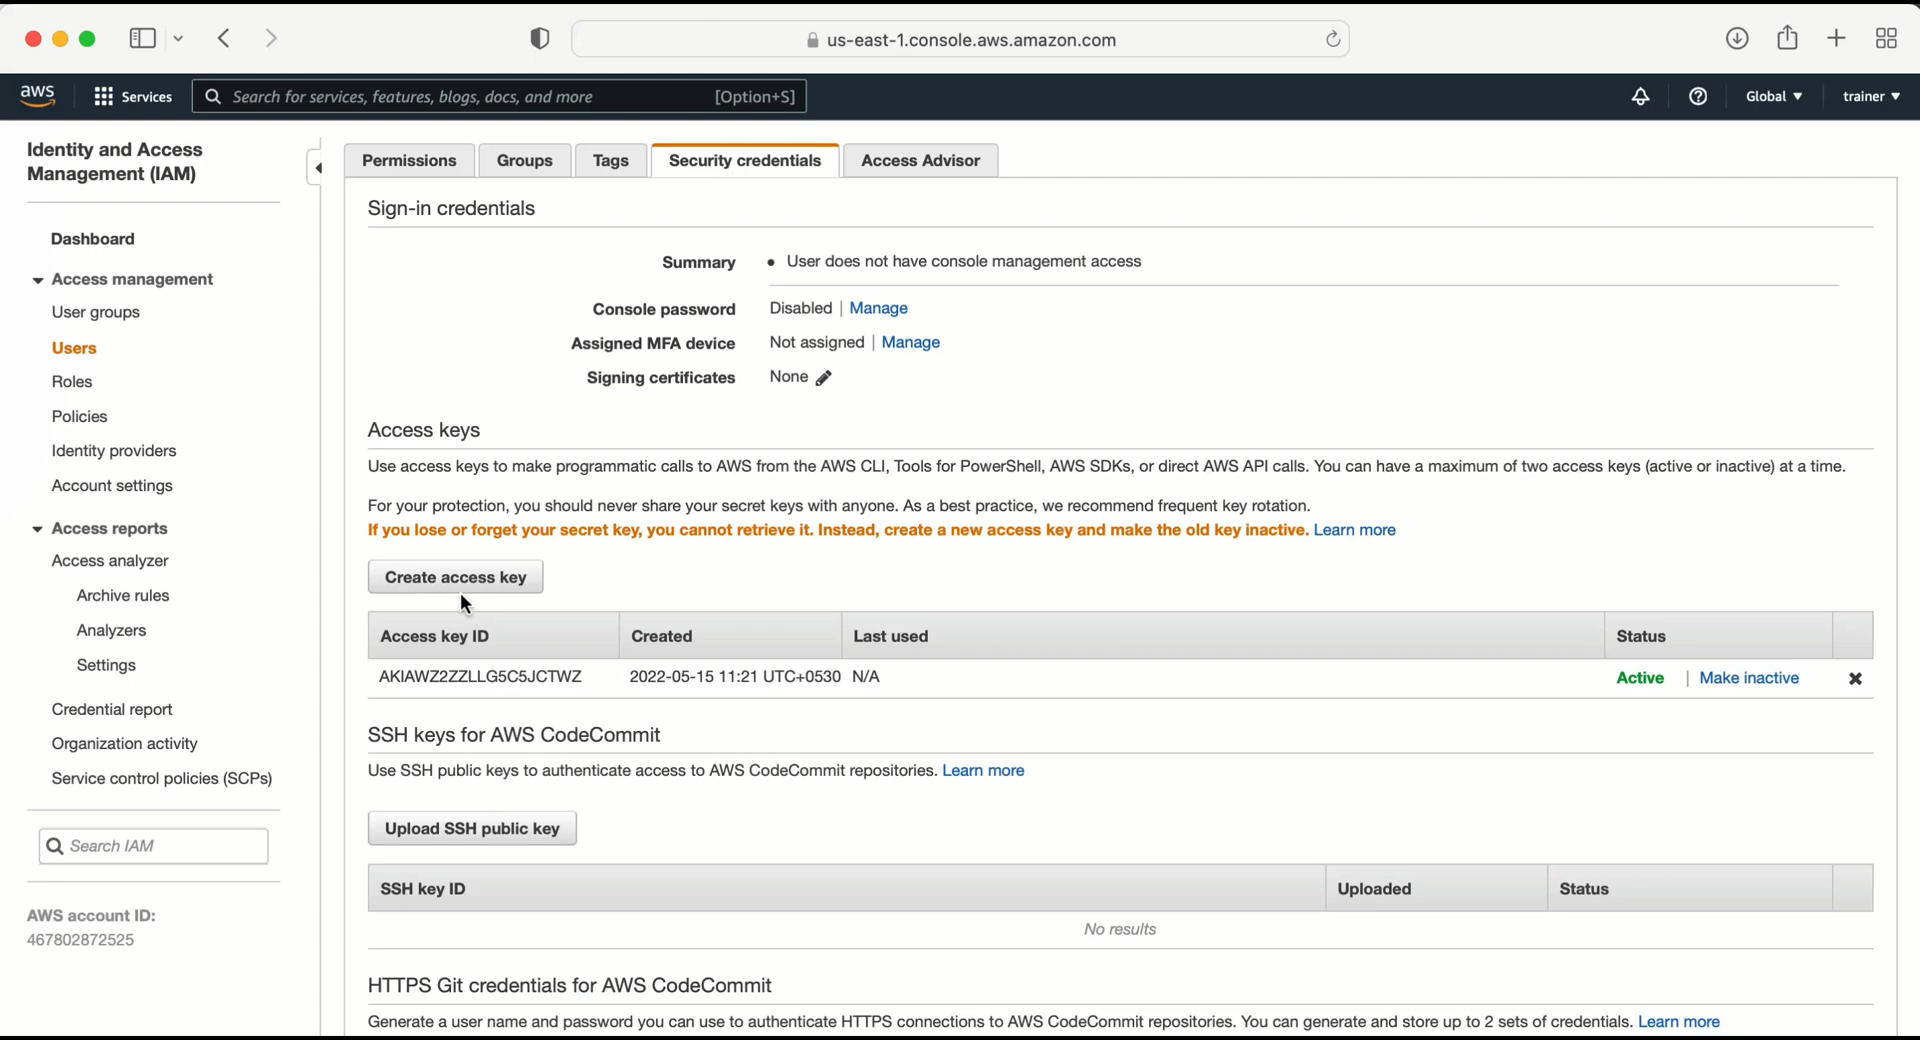 us-east-1.console.aws.amazon.com
aws
Services
Search for services, features, blogs, docs, and more
[Option+S]
Global
trainer
Identity and Access
Management (IAM)
Dashboard
Access management
User groups
Users
Roles
Policies
Identity providers
Account settings
Access reports
Access analyzer
Archive rules
Analyzers
Settings
Credential report
Organization activity
Service control policies (SCPs)
Search IAM
AWS account ID:
467802872525
Permissions
Groups
Tags
Security credentials
Access Advisor
Sign-in credentials
Summary • User does not have console management access
Console password Disabled | Manage
Assigned MFA device Not assigned | Manage
Signing certificates None
Access keys
Use access keys to make programmatic calls to AWS from the AWS CLI, Tools for PowerShell, AWS SDKs, or direct AWS API calls. You can have a maximum of two access keys (active or inactive) at a time.
For your protection, you should never share your secret keys with anyone. As a best practice, we recommend frequent key rotation.
If you lose or forget your secret key, you cannot retrieve it. Instead, create a new access key and make the old key inactive. Learn more
Create access key
Access key ID Created Last used Status
AKIAWZ2ZZLLG5C5JCTWZ 2022-05-15 11:21 UTC+0530 N/A Active | Make inactive
SSH keys for AWS CodeCommit
Use SSH public keys to authenticate access to AWS CodeCommit repositories. Learn more
Upload SSH public key
SSH key ID Uploaded Status
No results
HTTPS Git credentials for AWS CodeCommit
Generate a user name and password you can use to authenticate HTTPS connections to AWS CodeCommit repositories. You can generate and store up to 2 sets of credentials. Learn more